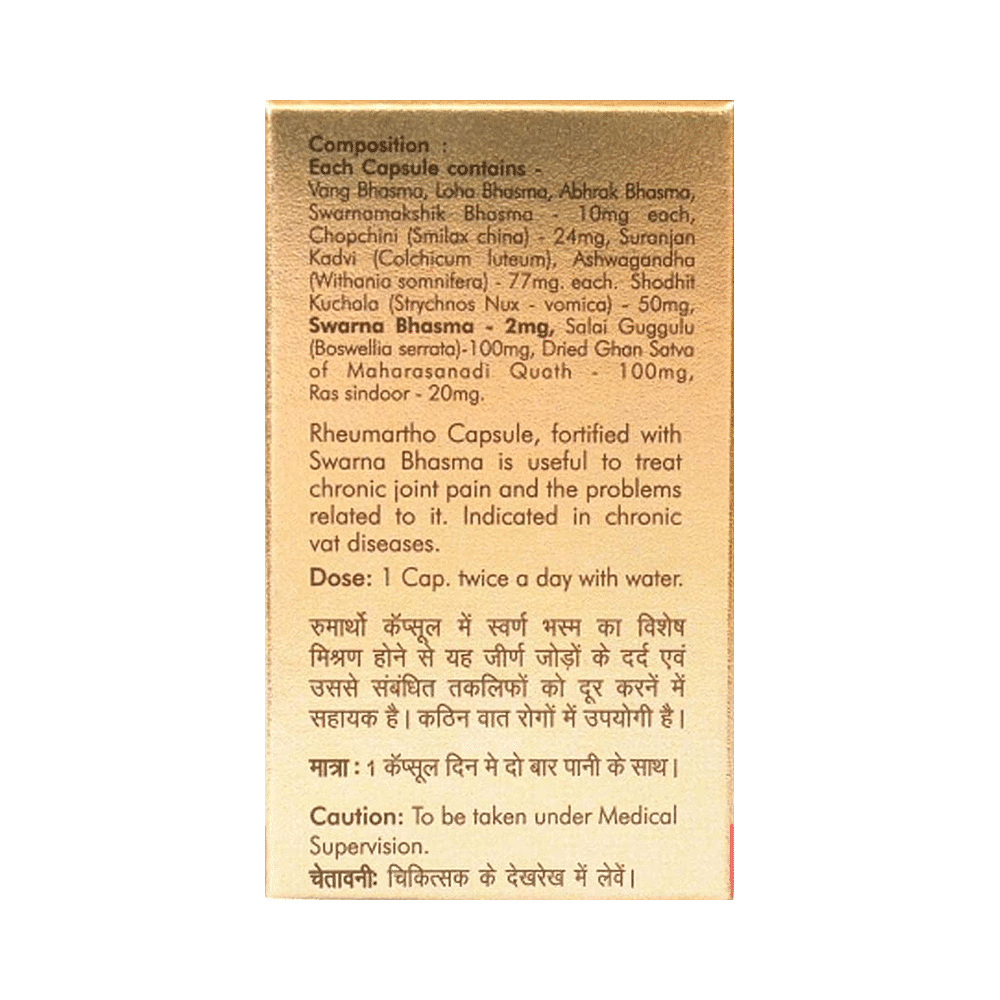 Composition :
Each Capsule contains -
Vang Bhasma, Loha Bhasma, Abhrak Bhasma,
Swarnamakshik Bhasma - 10mg each,
Chopchini (Smilax china) - 24mg, Suranjan
Kadvi (Colchicum luteum), Ashwagandha
(Withania somnifera) - 77mg. each. Shodhit
Kuchala (Strychnos Nux - vomica) - 50mg,
Swarna Bhasma - 2mg, Salai Guggulu
(Boswellia serrata)-100mg, Dried Ghan Satva
of Maharasanadi Quath - 100mg,
Ras sindoor - 20mg.
Rheumartho Capsule, fortified with
Swarna Bhasma is useful to treat
chronic joint pain and the problems
related to it. Indicated in chronic
vat diseases.
Dose: 1 Cap. twice a day with water.
रुमार्थो कॅप्सूल में स्वर्ण भस्म का विशेष
मिश्रण होने से यह जीर्ण जोड़ों के दर्द एवं
उससे संबंधित तकलिफों को दूर करनें में
सहायक है। कठिन वात रोगों में उपयोगी है।
मात्रा : 1 कॅप्सूल दिन मे दो बार पानी के साथ।
Caution: To be taken under Medical
Supervision.
चेतावनी: चिकित्सक के देखरेख में लेवें।